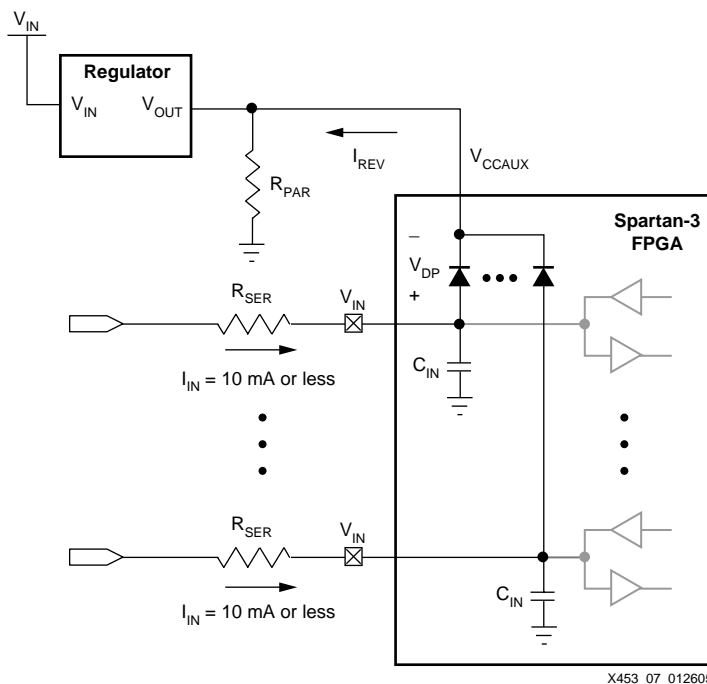 V_IN
Regulator
V_IN
V_OUT
I_REV
V_CCAUX
R_PAR
Spartan-3
FPGA
–
V_DP
+
R_SER
V_IN
I_IN = 10 mA or less
C_IN
R_SER
V_IN
I_IN = 10 mA or less
C_IN
X453_07_012605